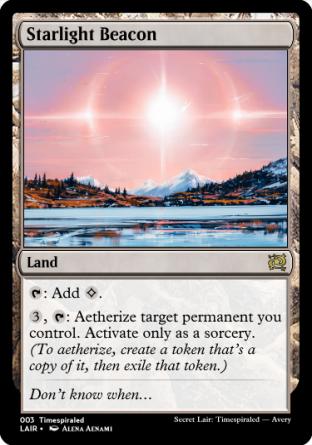 Starlight Beacon
Land
: Add .
3, : Aetherize target permanent you
control. Activate only as a sorcery.
(To aetherize, create a token that's a
copy of it, then exile that token.)
Don't know when...
003 Timespiraled
Secret Lair: Timespiraled — Avery
LAIR • Alena Aenami